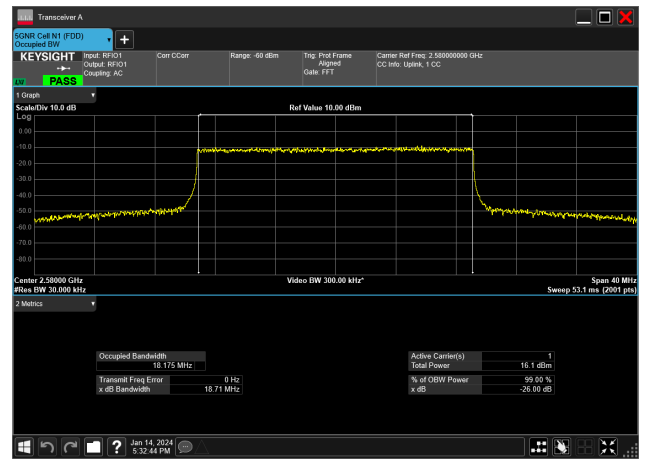 Transceiver A
5GNR Cell N1 (FDD)
Occupied BW
KEYSIGHT
LW PASS
Input: RFIO1
Output: RFIO1
Coupling: AC
Corr CCorr
Range: -60 dBm
Trig: Prot Frame
Aligned
Gate: FFT
Carrier Ref Freq: 2.580000000 GHz
CC Info: Uplink, 1 CC
1 Graph
Scale/Div 10.0 dB
Ref Value 10.00 dBm
Log
0.00
-10.0
-20.0
-30.0
-40.0
-50.0
-60.0
-70.0
-80.0
Center 2.58000 GHz
#Res BW 30.000 kHz
Video BW 300.00 kHz*
Span 40 MHz
Sweep 53.1 ms (2001 pts)
2 Metrics
Occupied Bandwidth
18.175 MHz
Transmit Freq Error 0 Hz
x dB Bandwidth 18.71 MHz
Active Carrier(s) 1
Total Power 16.1 dBm
% of OBW Power 99.00 %
x dB -26.00 dB
?
Jan 14, 2024
5:32:44 PM